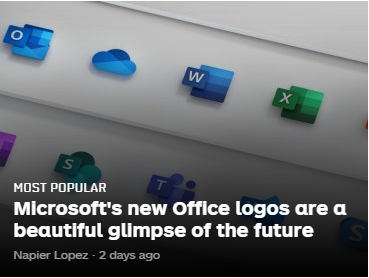 O
W
X
S
T
S
MOST POPULAR
Microsoft's new Office logos are a
beautiful glimpse of the future
Napier Lopez · 2 days ago